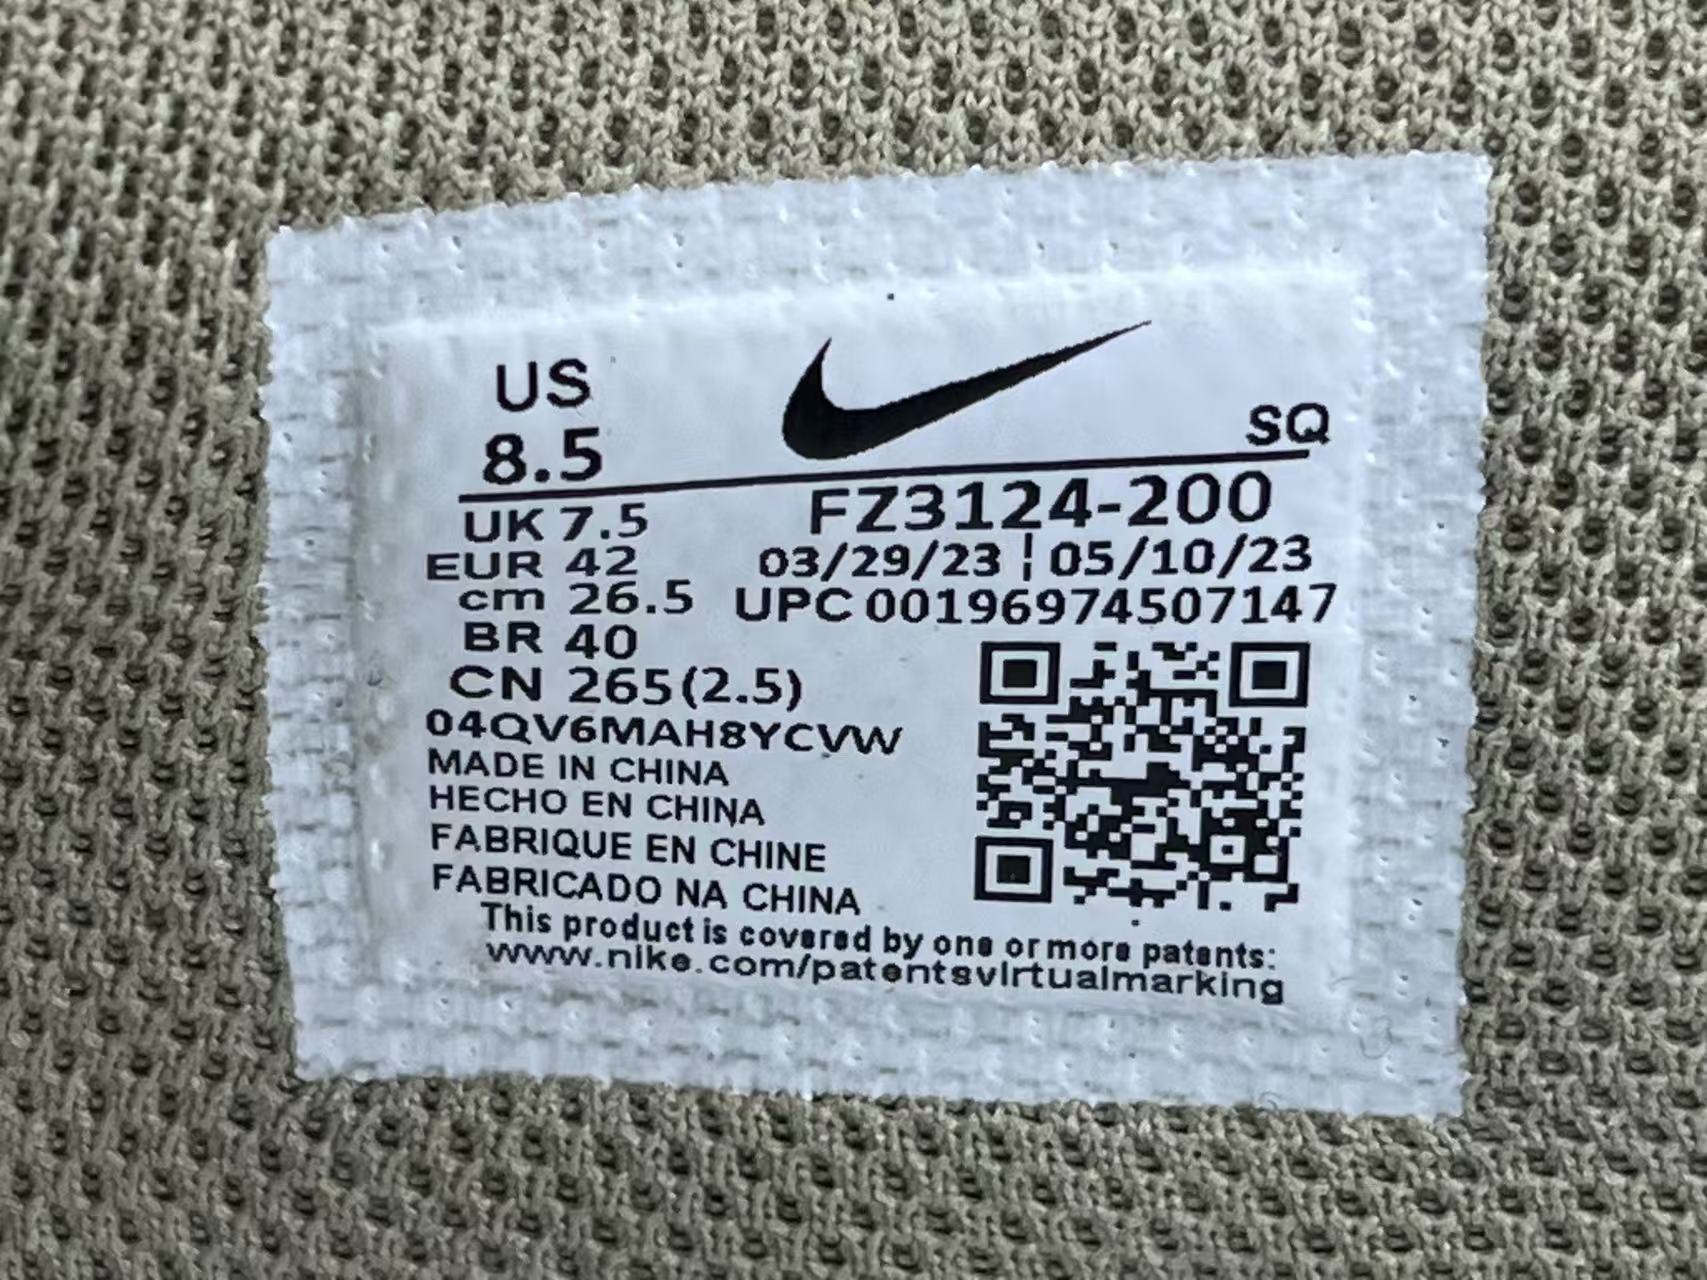 US
8.5
SQ
UK 7.5
FZ3124-200
EUR 42
03/29/23 ¦ 05/10/23
cm 26.5
UPC 00196974507147
BR 40
CN 265(2.5)
04QV6MAH8YCVW
MADE IN CHINA
HECHO EN CHINA
FABRIQUE EN CHINE
FABRICADO NA CHINA
This product is covered by one or more patents:
www.nike.com/patentsvirtualmarking